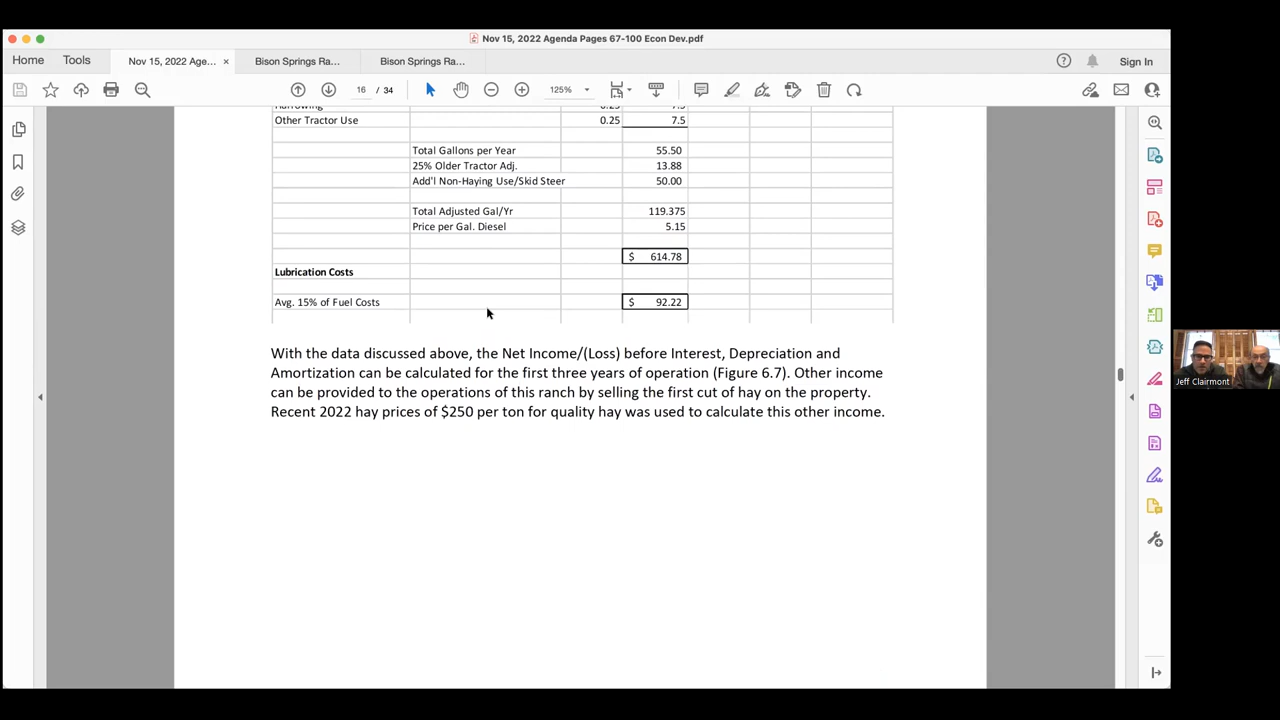 Nov 15, 2022 Agenda Pages 67-100 Econ Dev.pdf
Home Tools Nov 15, 2022 Age... × Bison Springs Ra... Bison Springs Ra... Sign In
16 / 34 125%
Harrowing 0.25 7.5
Other Tractor Use 0.25 7.5
Total Gallons per Year 55.50
25% Older Tractor Adj. 13.88
Add'l Non-Haying Use/Skid Steer 50.00
Total Adjusted Gal/Yr 119.375
Price per Gal. Diesel 5.15
$ 614.78
Lubrication Costs
Avg. 15% of Fuel Costs $ 92.22
With the data discussed above, the Net Income/(Loss) before Interest, Depreciation and
Amortization can be calculated for the first three years of operation (Figure 6.7). Other income
can be provided to the operations of this ranch by selling the first cut of hay on the property.
Recent 2022 hay prices of $250 per ton for quality hay was used to calculate this other income.
Jeff Clairmont